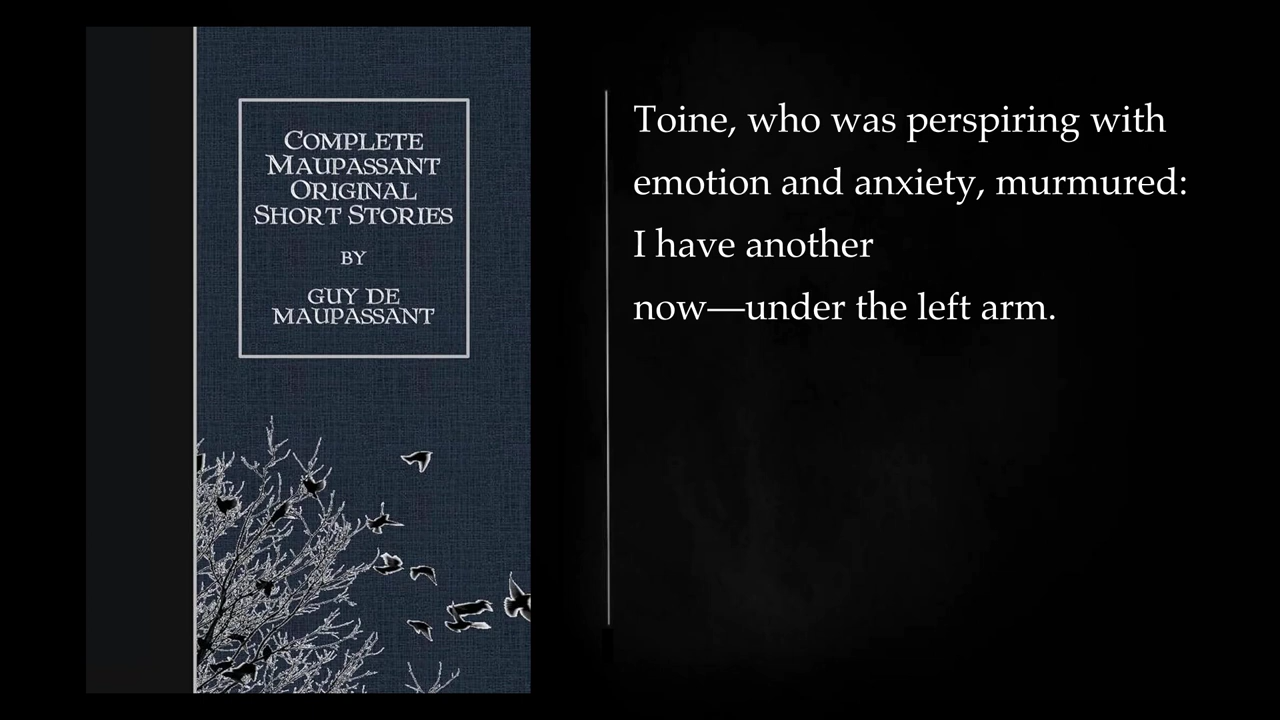 COMPLETE
MAUPASSANT
ORIGINAL
SHORT STORIES
BY
GUY DE
MAUPASSANT
Toine, who was perspiring with
emotion and anxiety, murmured:
I have another
now—under the left arm.